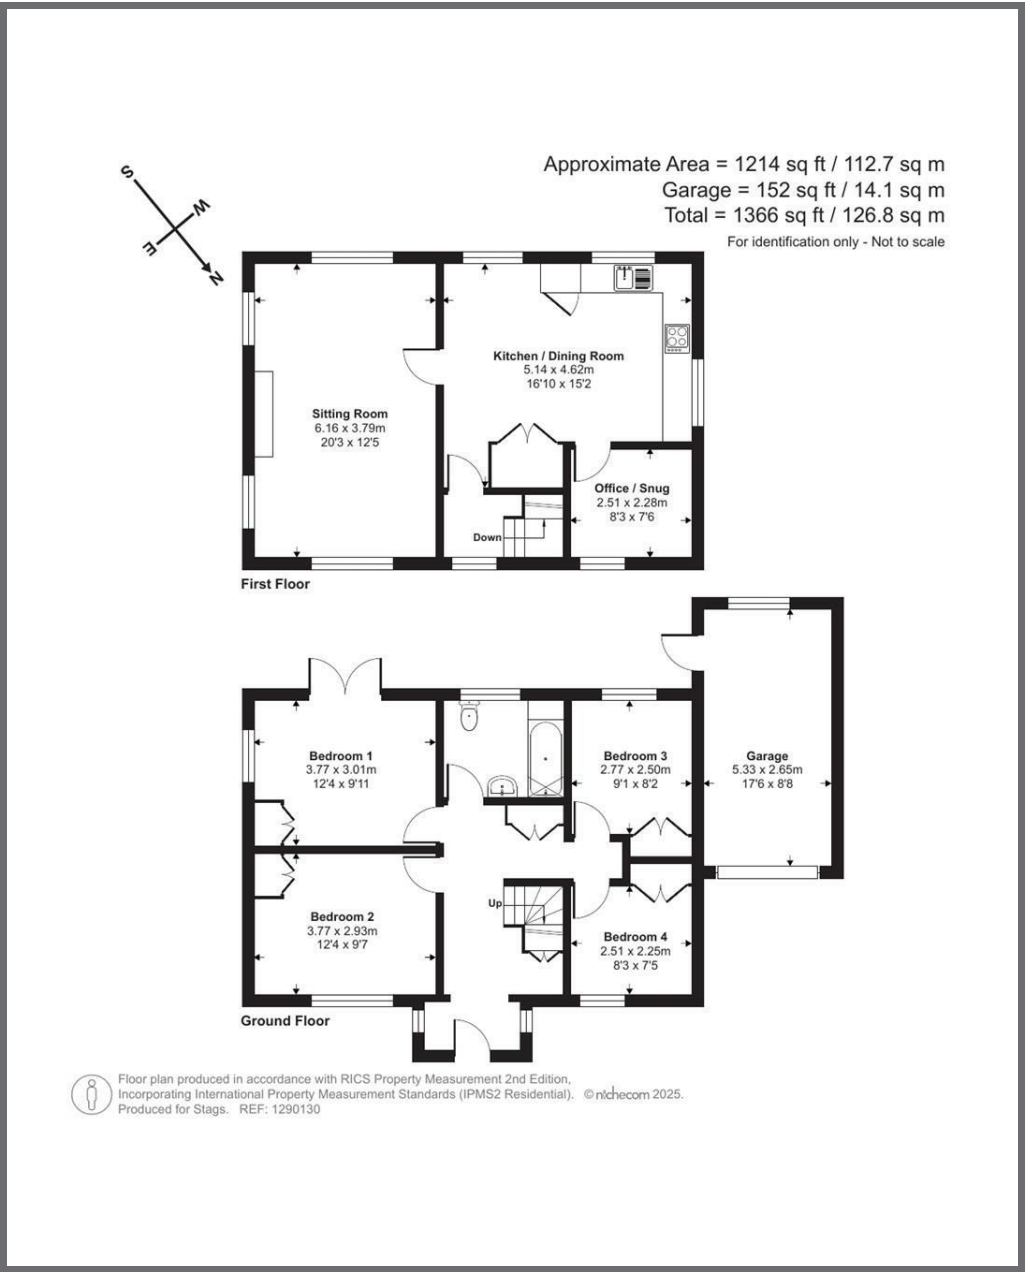 Approximate Area = 1214 sq ft / 112.7 sq m
Garage = 152 sq ft / 14.1 sq m
Total = 1366 sq ft / 126.8 sq m
For identification only - Not to scale
S
W
E
N
Kitchen / Dining Room
5.14 x 4.62m
16'10 x 15'2
Sitting Room
6.16 x 3.79m
20'3 x 12'5
Office / Snug
2.51 x 2.28m
8'3 x 7'6
Down
First Floor
Bedroom 1
3.77 x 3.01m
12'4 x 9'11
Bedroom 3
2.77 x 2.50m
9'1 x 8'2
Garage
5.33 x 2.65m
17'6 x 8'8
Up
Bedroom 2
3.77 x 2.93m
12'4 x 9'7
Bedroom 4
2.51 x 2.25m
8'3 x 7'5
Ground Floor
Floor plan produced in accordance with RICS Property Measurement 2nd Edition,
Incorporating International Property Measurement Standards (IPMS2 Residential). © nichecom 2025.
Produced for Stags. REF: 1290130